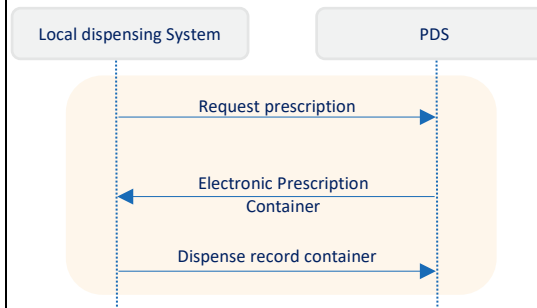 Local dispensing System
PDS
Request prescription
Electronic Prescription
Container
Dispense record container